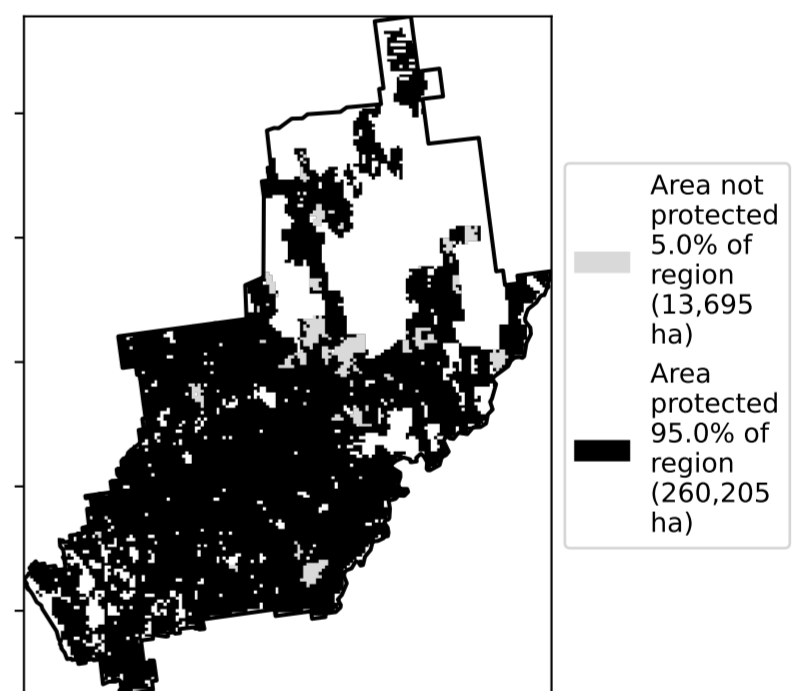 Area not
protected
5.0% of
region
(13,695
ha)
Area
protected
95.0% of
region
(260,205
ha)